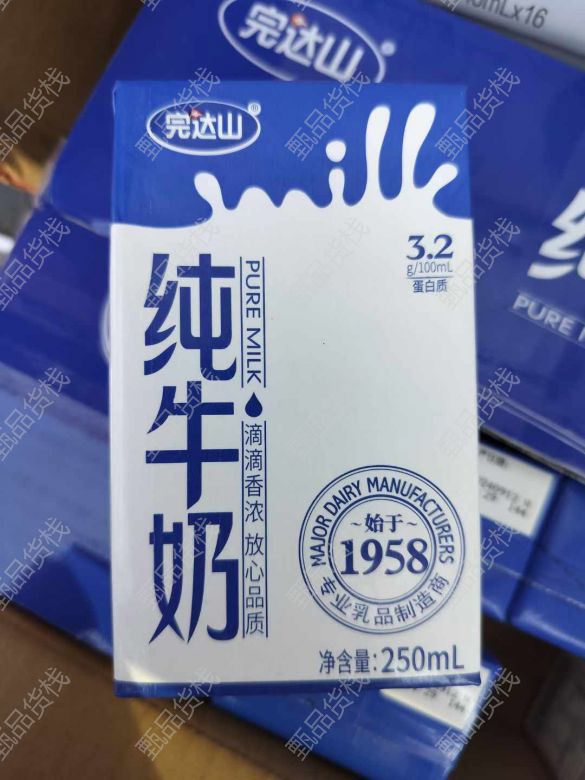 完达山®
mLx16
完达山®
milk
3.2
g/100mL
蛋白质
纯牛奶
PURE MILK
滴滴香浓 放心品质
MAJOR DAIRY MANUFACTURERS
~始于~
1958
专业乳品制造商
净含量:250mL
PURE
甄品货栈